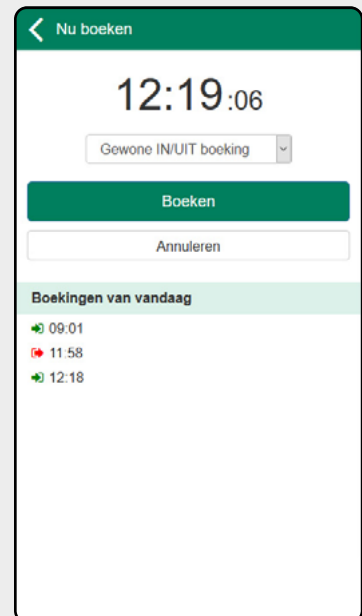 Nu boeken
12:19:06
Gewone IN/UIT boeking
Boeken
Annuleren
Boekingen van vandaag
09:01
11:58
12:18